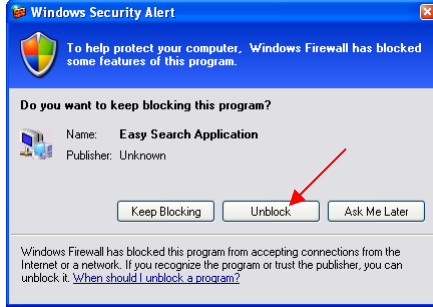 Windows Security Alert
To help protect your computer, Windows Firewall has blocked
some features of this program.
Do you want to keep blocking this program?
Name: Easy Search Application
Publisher: Unknown
Keep Blocking Unblock Ask Me Later
Windows Firewall has blocked this program from accepting connections from the
Internet or a network. If you recognize the program or trust the publisher, you can
unblock it. When should I unblock a program?